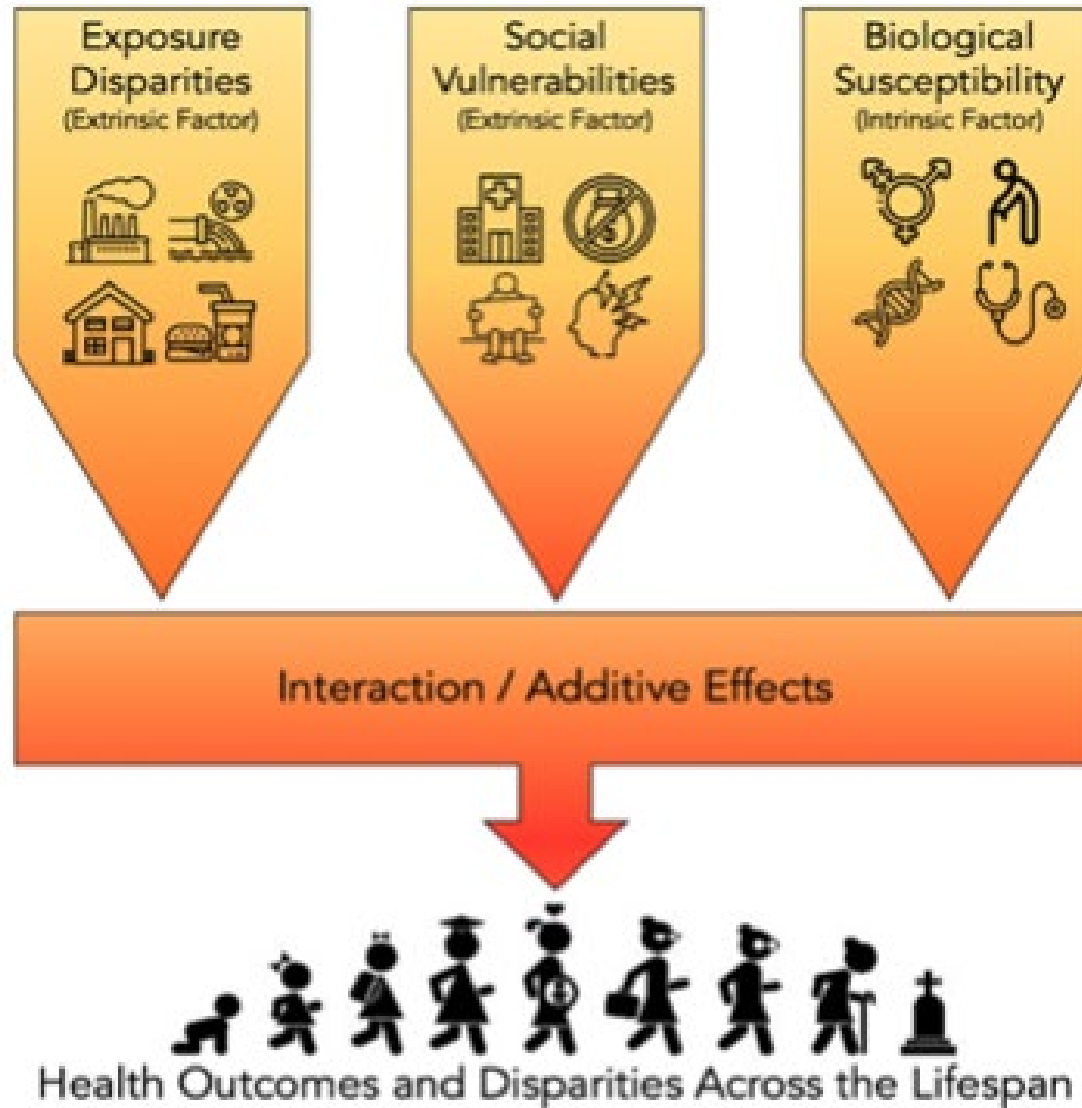 Exposure
Disparities
(Extrinsic Factor)
Social
Vulnerabilities
(Extrinsic Factor)
Biological
Susceptibility
(Intrinsic Factor)
Interaction / Additive Effects
Health Outcomes and Disparities Across the Lifespan